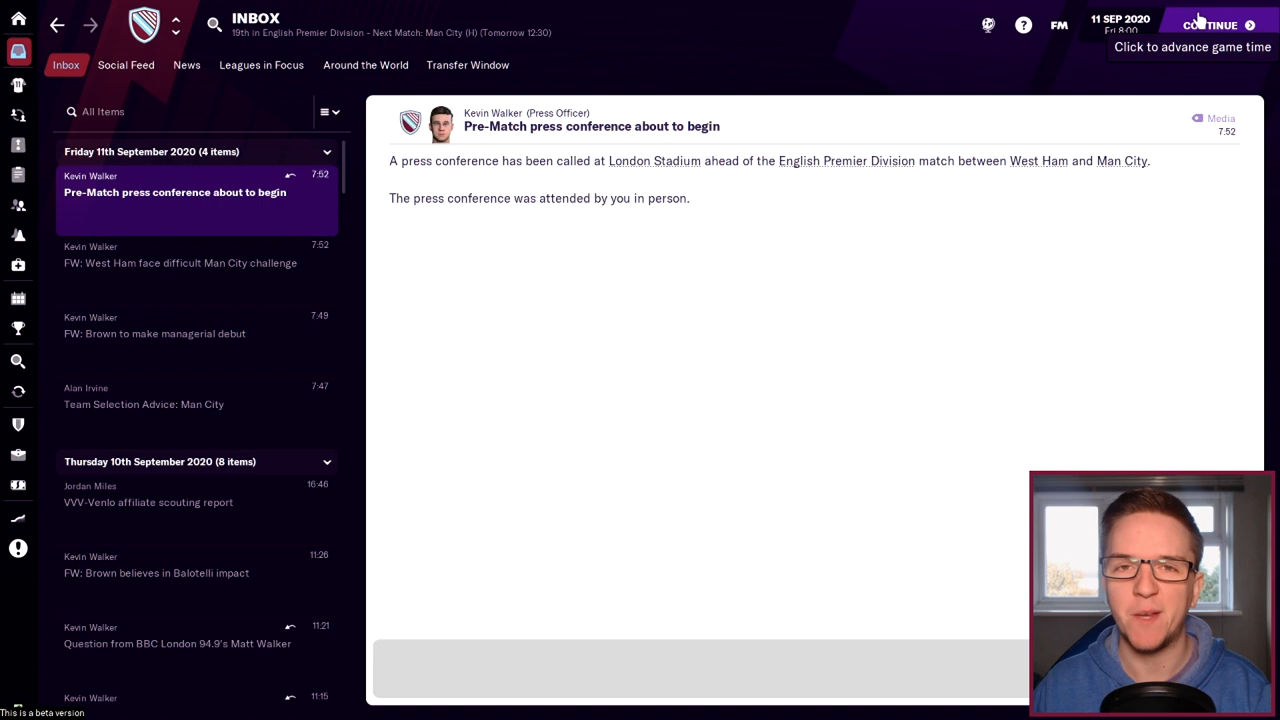 INBOX
19th in English Premier Division - Next Match: Man City (H) (Tomorrow 12:30)
FM
11 SEP 2020
Fri 8:00
CONTINUE
Click to advance game time
Inbox
Social Feed
News
Leagues in Focus
Around the World
Transfer Window
All Items
Friday 11th September 2020 (4 items)
Kevin Walker
7:52
Pre-Match press conference about to begin
Kevin Walker
7:52
FW: West Ham face difficult Man City challenge
Kevin Walker
7:49
FW: Brown to make managerial debut
Alan Irvine
7:47
Team Selection Advice: Man City
Thursday 10th September 2020 (8 items)
Jordan Miles
16:46
VVV-Venlo affiliate scouting report
Kevin Walker
11:26
FW: Brown believes in Balotelli impact
Kevin Walker
11:21
Question from BBC London 94.9's Matt Walker
Kevin Walker
11:15
This is a beta version
Kevin Walker (Press Officer)
Pre-Match press conference about to begin
Media
7:52
A press conference has been called at London Stadium ahead of the English Premier Division match between West Ham and Man City.
The press conference was attended by you in person.